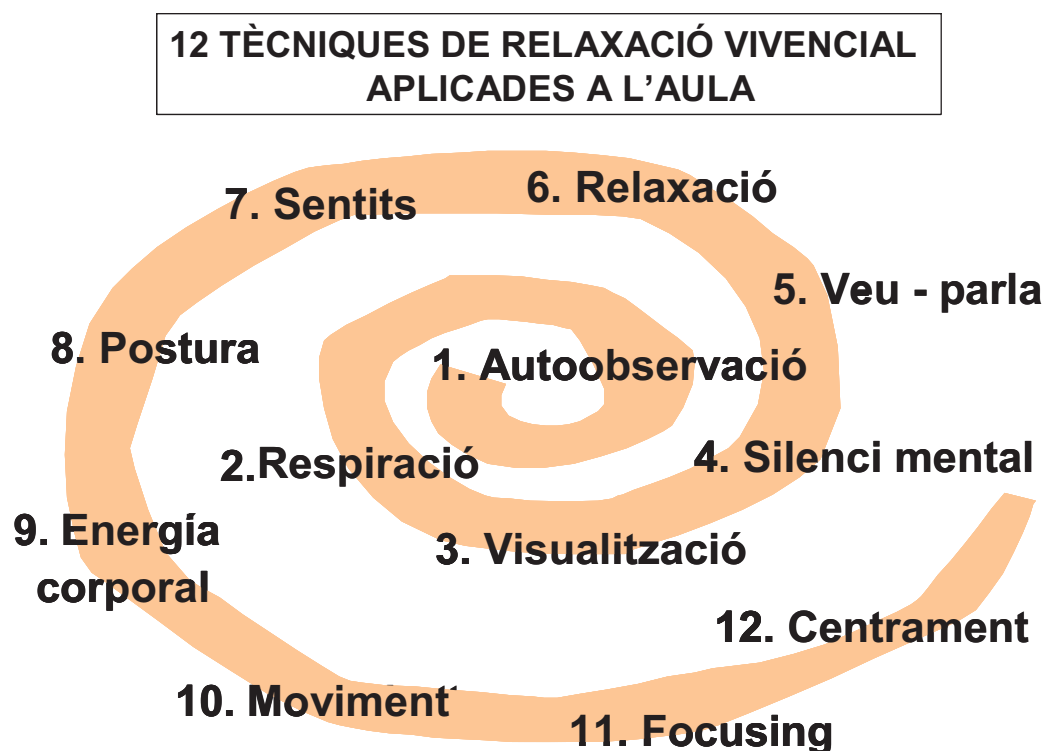 12 TÈCNIQUES DE RELAXACIÓ VIVENCIAL
APLICADES A L’AULA
1. Autoobservació
2.Respiració
3. Visualització
4. Silenci mental
5. Veu - parla
6. Relaxació
7. Sentits
8. Postura
9. Energía
corporal
10. Moviment
11. Focusing
12. Centrament